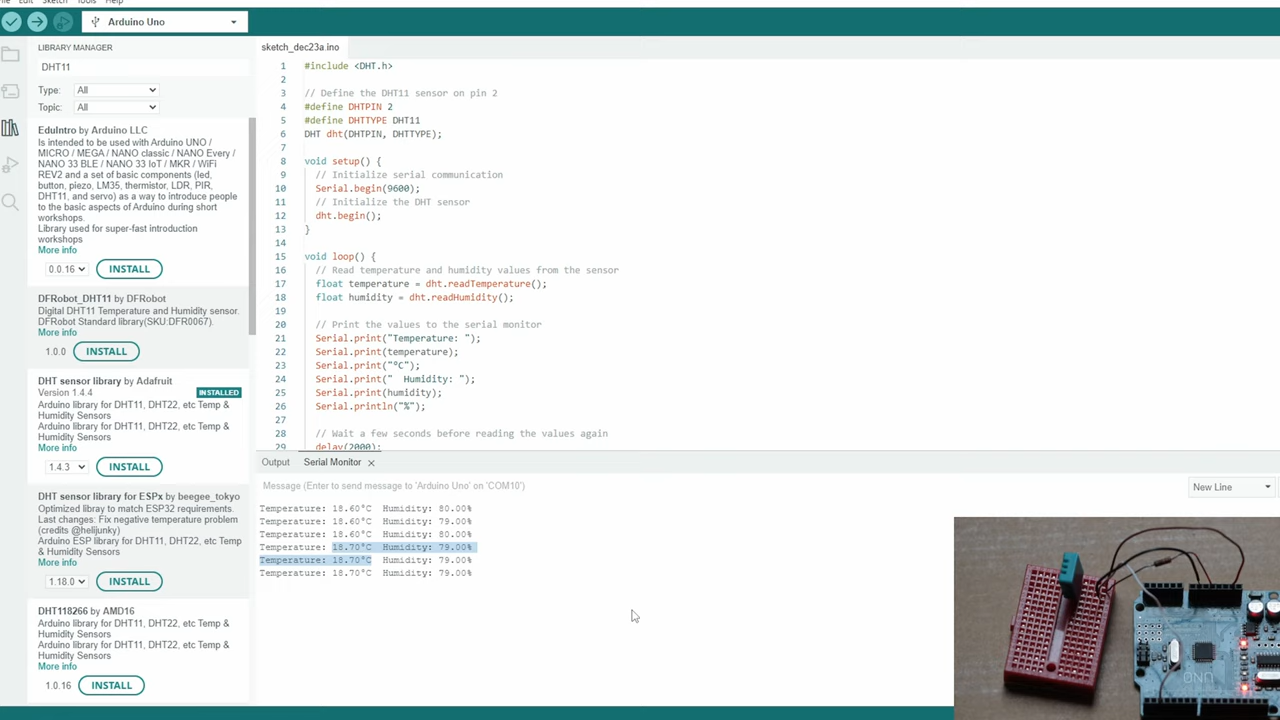 File Edit Sketch Tools Help
Arduino Uno
LIBRARY MANAGER
DHT11
Type: All
Topic: All
EduIntro by Arduino LLC
Is intended to be used with Arduino UNO /
MICRO / MEGA / NANO classic / NANO Every /
NANO 33 BLE / NANO 33 IoT / MKR / WiFi
REV2 and a set of basic components (led,
button, piezo, LM35, thermistor, LDR, PIR,
DHT11, and servo) as a way to introduce people
to the basic aspects of Arduino during short
workshops.
Library used for super-fast introduction
workshops
More info
0.0.16 INSTALL
DFRobot_DHT11 by DFRobot
Digital DHT11 Temperature and Humidity sensor.
DFRobot Standard library(SKU:DFR0067).
More info
1.0.0 INSTALL
DHT sensor library by Adafruit
Version 1.4.4 INSTALLED
Arduino library for DHT11, DHT22, etc Temp &
Humidity Sensors
Arduino library for DHT11, DHT22, etc Temp &
Humidity Sensors
More info
1.4.3 INSTALL
DHT sensor library for ESPx by beegee_tokyo
Optimized library to match ESP32 requirements.
Last changes: Fix negative temperature problem
(credits @helijunky)
Arduino ESP library for DHT11, DHT22, etc Temp
& Humidity Sensors
More info
1.18.0 INSTALL
DHT118266 by AMD16
Arduino library for DHT11, DHT22, etc Temp &
Humidity Sensors
Arduino library for DHT11, DHT22, etc Temp &
Humidity Sensors
More info
1.0.16 INSTALL
sketch_dec23a.ino
1 #include <DHT.h>
2
3 // Define the DHT11 sensor on pin 2
4 #define DHTPIN 2
5 #define DHTTYPE DHT11
6 DHT dht(DHTPIN, DHTTYPE);
7
8 void setup() {
9 // Initialize serial communication
10 Serial.begin(9600);
11 // Initialize the DHT sensor
12 dht.begin();
13 }
14
15 void loop() {
16 // Read temperature and humidity values from the sensor
17 float temperature = dht.readTemperature();
18 float humidity = dht.readHumidity();
19
20 // Print the values to the serial monitor
21 Serial.print("Temperature: ");
22 Serial.print(temperature);
23 Serial.print("°C");
24 Serial.print("  Humidity: ");
25 Serial.print(humidity);
26 Serial.println("%");
27
28 // Wait a few seconds before reading the values again
29 delay(2000);
Output Serial Monitor
Message (Enter to send message to 'Arduino Uno' on 'COM10')
New Line
Temperature: 18.60°C  Humidity: 80.00%
Temperature: 18.60°C  Humidity: 79.00%
Temperature: 18.60°C  Humidity: 80.00%
Temperature: 18.70°C  Humidity: 79.00%
Temperature: 18.70°C  Humidity: 79.00%
Temperature: 18.70°C  Humidity: 79.00%
UNO